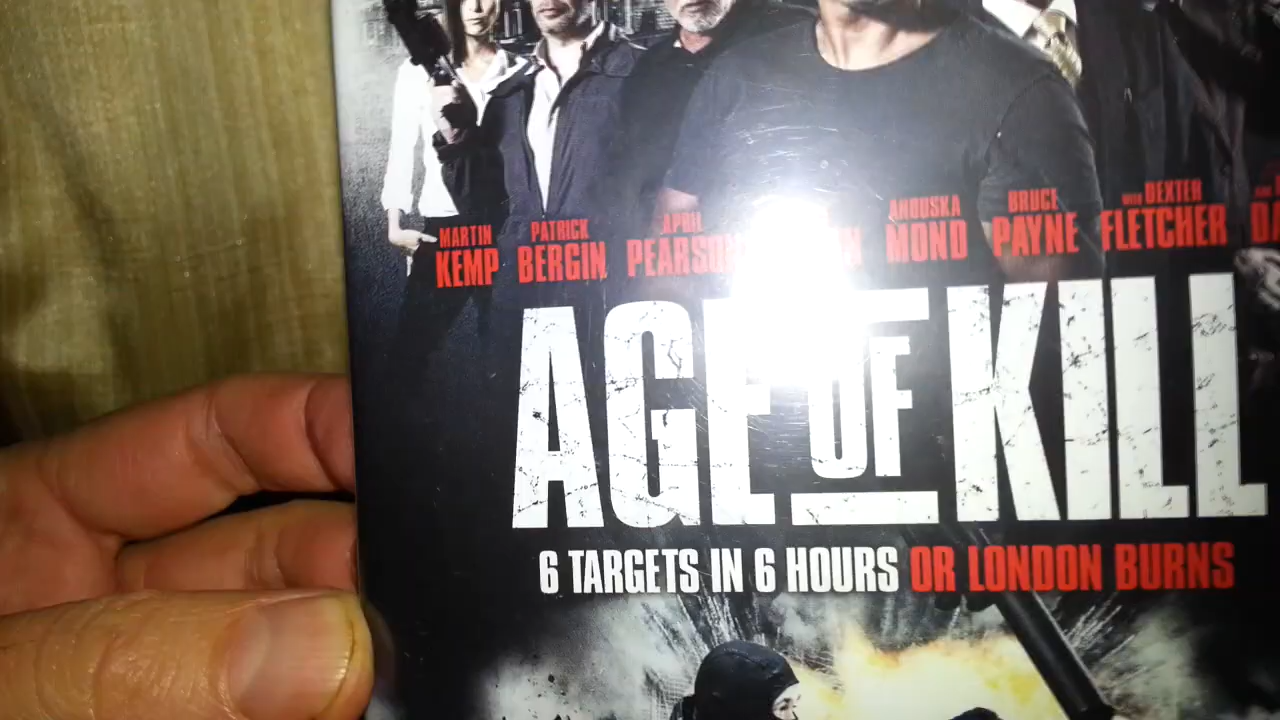 MARTIN KEMP PATRICK BERGIN APRIL PEARSON ANOUSKA MOND BRUCE PAYNE WITH DEXTER FLETCHER
AGE OF KILL
6 TARGETS IN 6 HOURS OR LONDON BURNS